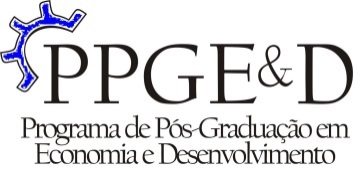 PPGE&D
Programa de Pós-Graduação em
Economia e Desenvolvimento